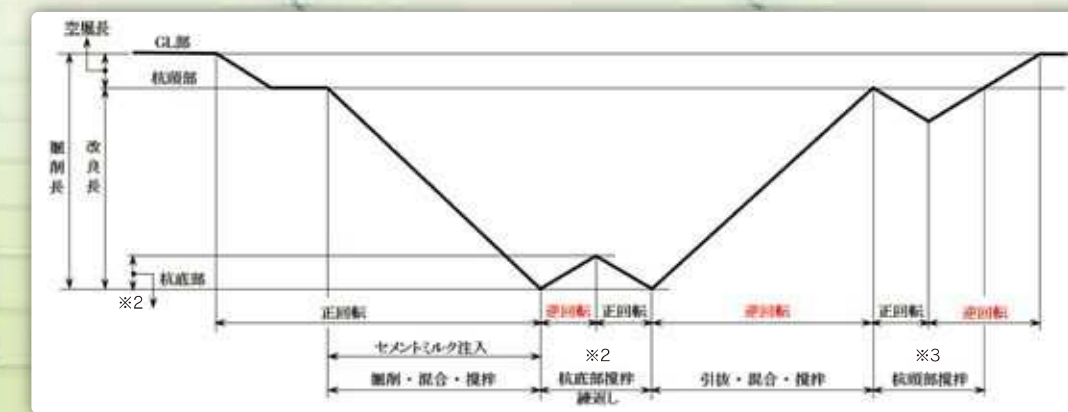 空堀長
GL部
杭頭部
掘削長
改良長
※2
杭底部
正回転
逆回転
正回転
逆回転
正回転
逆回転
セメントミルク注入
※2
※3
掘削・混合・攪拌
杭底部攪拌
練返し
引抜・混合・攪拌
杭頭部攪拌